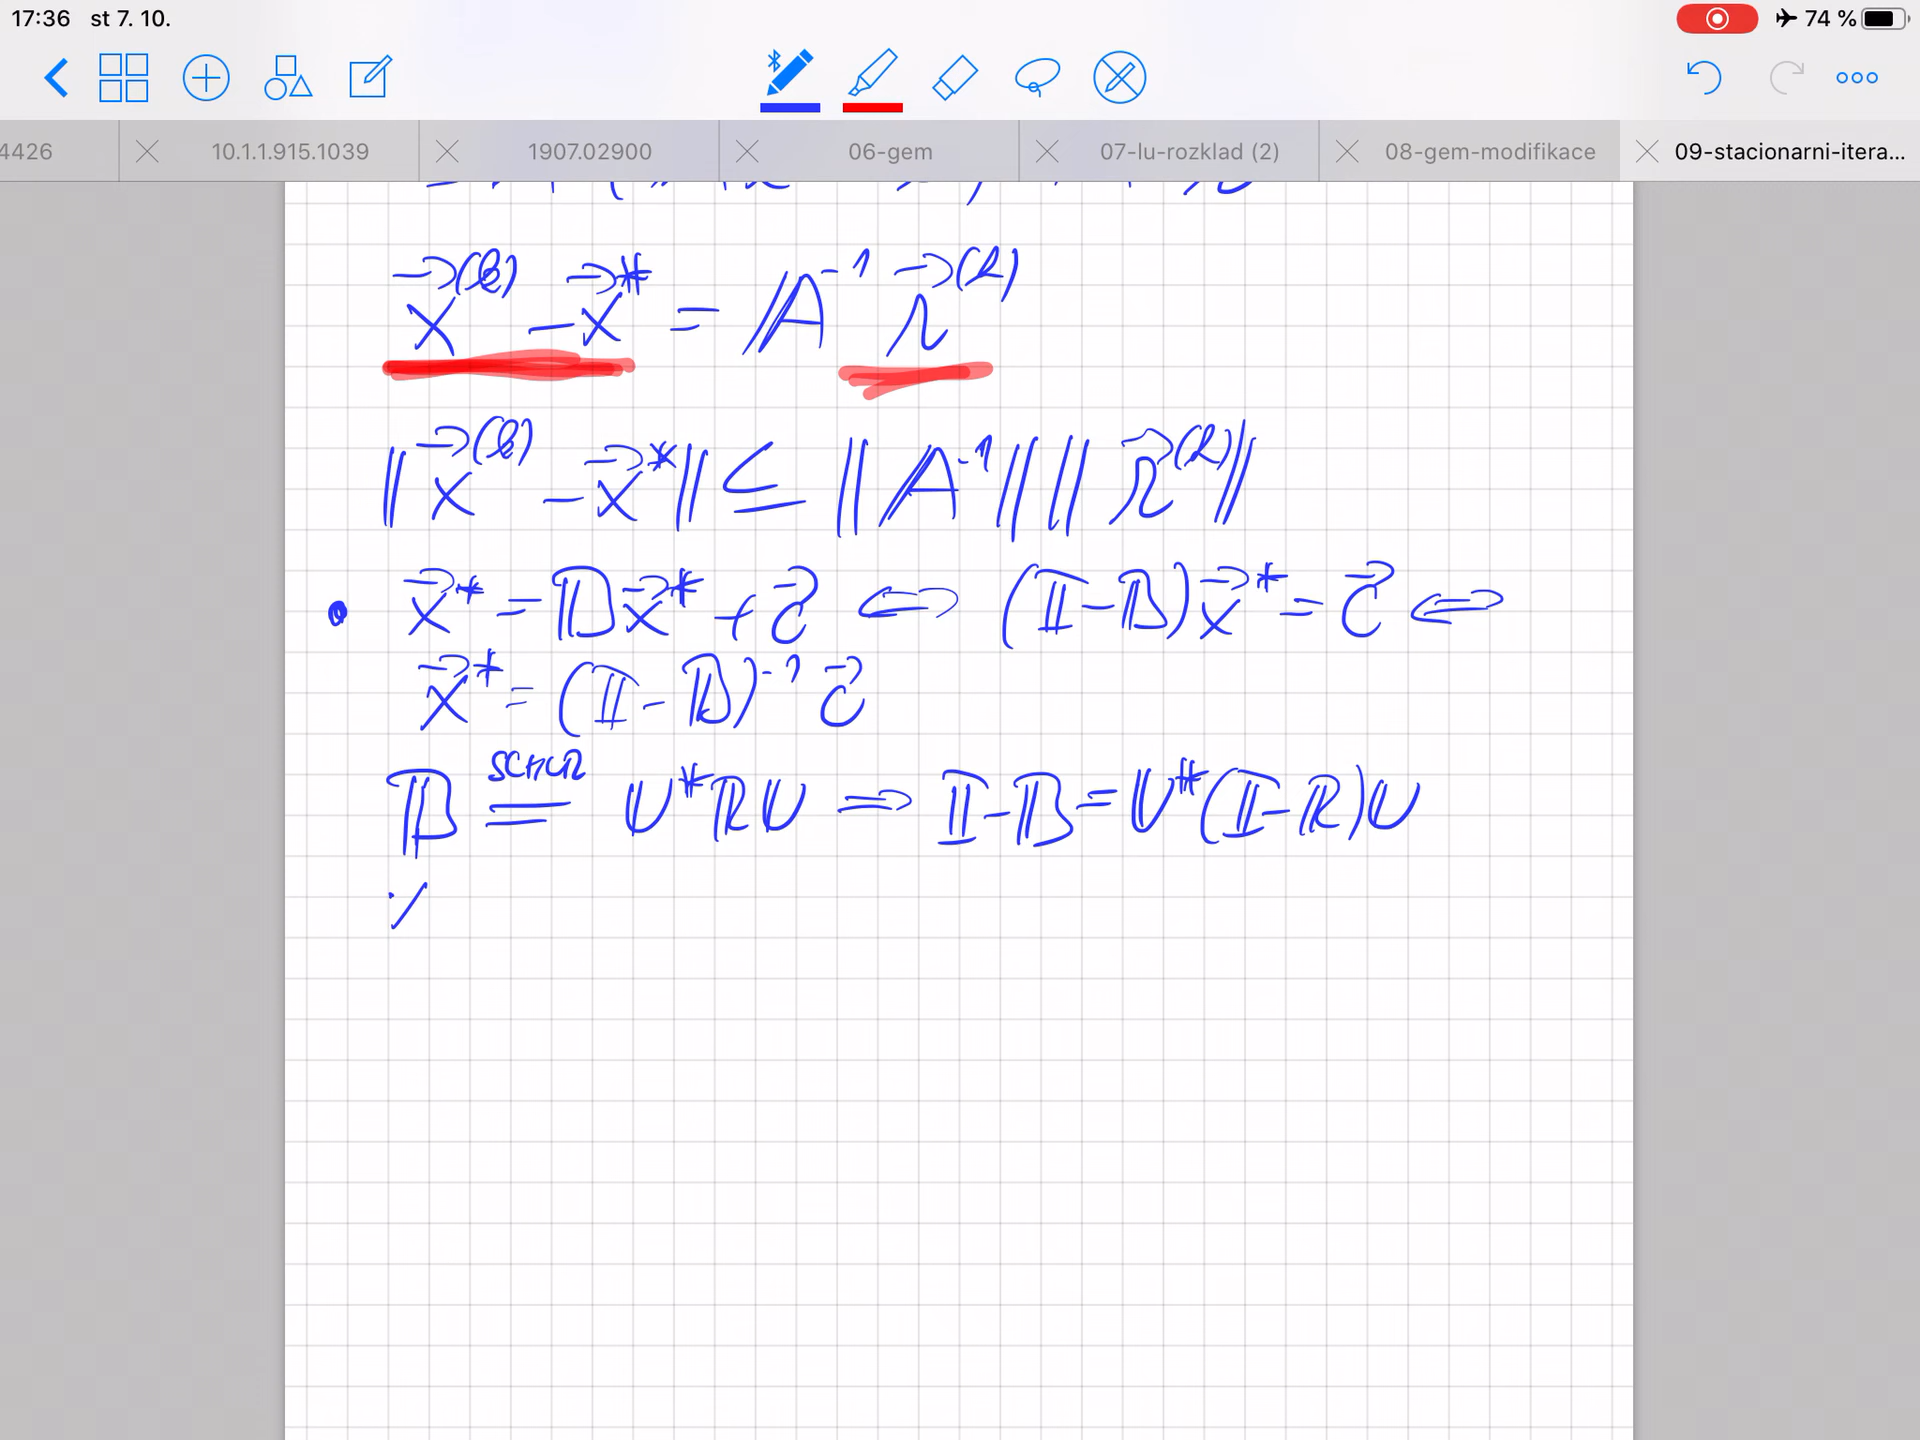 17:36 st 7. 10. 74 %
4426 10.1.1.915.1039 1907.02900 06-gem 07-lu-rozklad (2) 08-gem-modifikace 09-stacionarni-itera...
x⃗^(k) − x⃗^* = 𝔸^-1 r⃗^(k)
‖x⃗^(k) − x⃗^*‖ ≤ ‖𝔸^-1‖ ‖r⃗^(k)‖
• x⃗^* = 𝔹x⃗^* + c⃗ ⇔ (𝕀 − 𝔹)x⃗^* = c⃗ ⇔
x⃗^* = (𝕀 − 𝔹)^-1 c⃗
𝔹 =^SCHUR 𝕌^*ℝ𝕌 ⇒ 𝕀 − 𝔹 = 𝕌^*(𝕀 − ℝ)𝕌